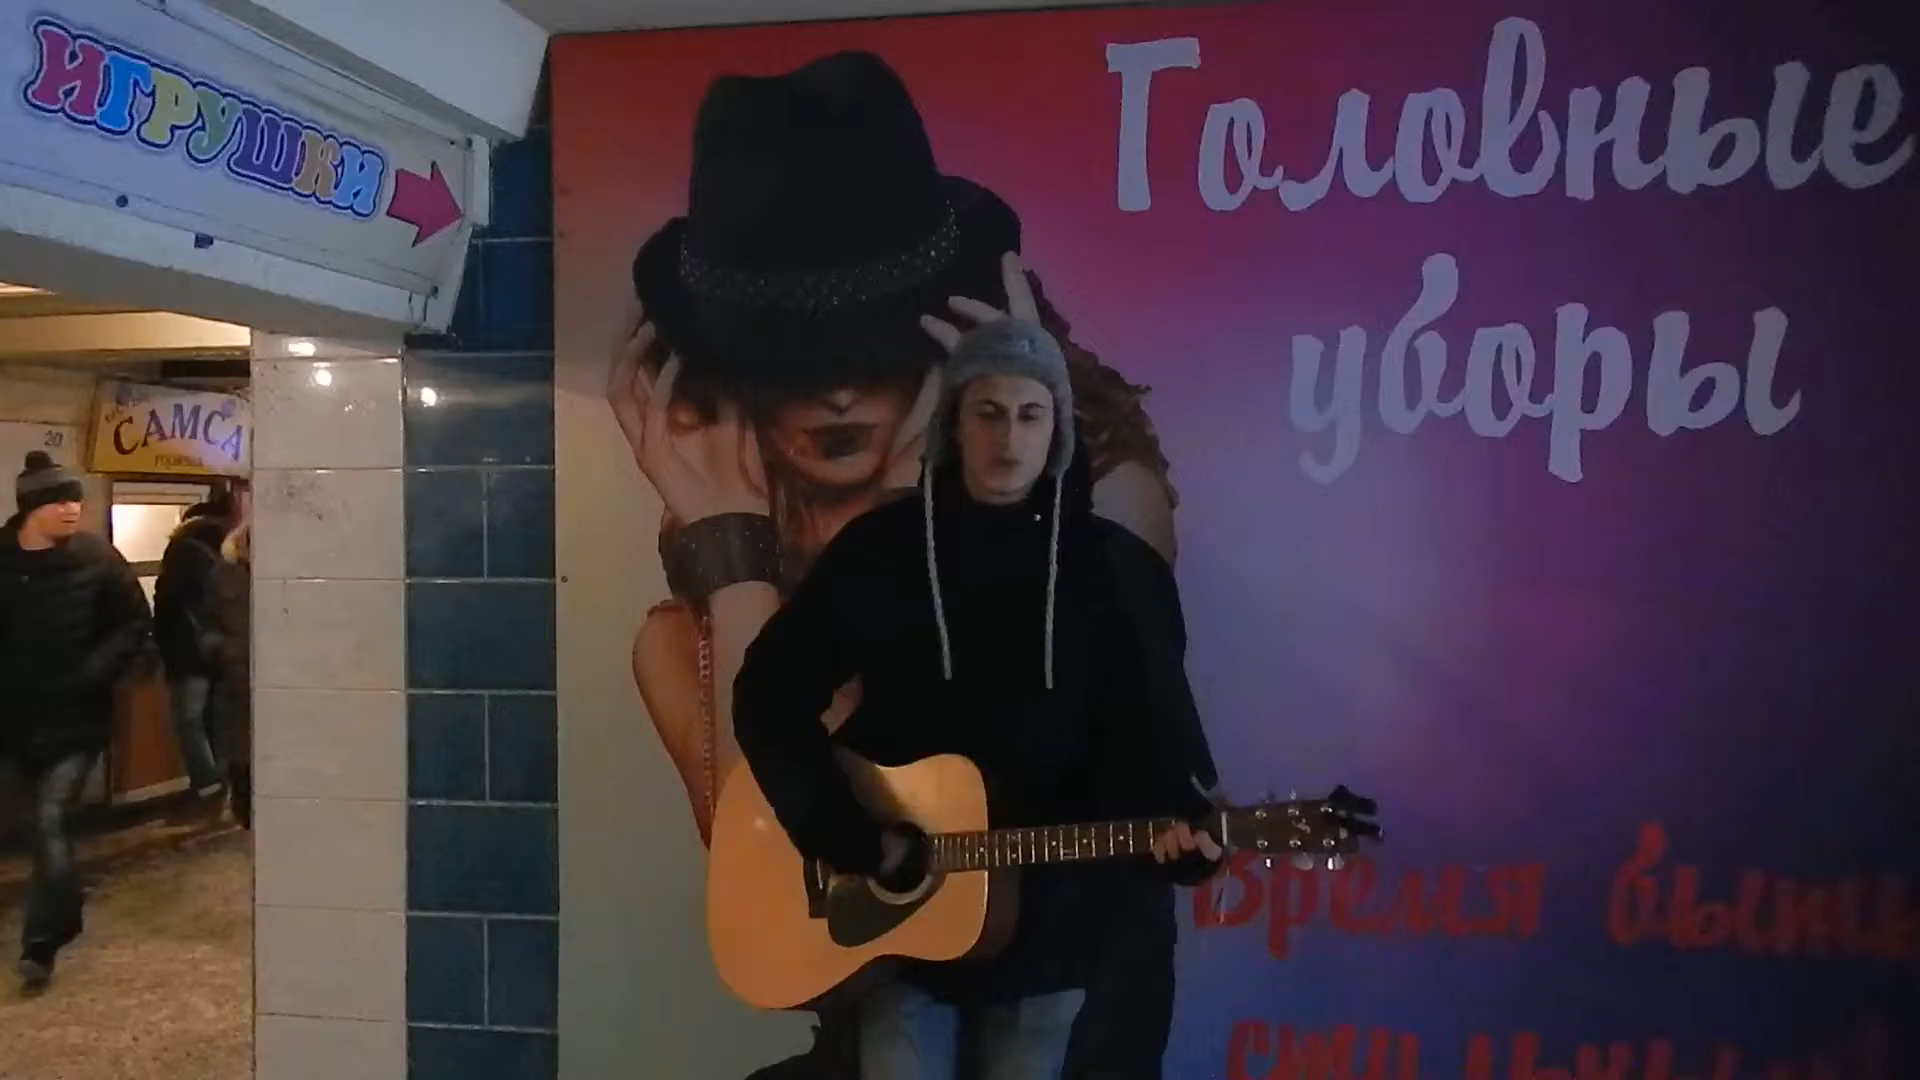 ИГРУШКИ
Головные
уборы
20
САМСА
Время быть